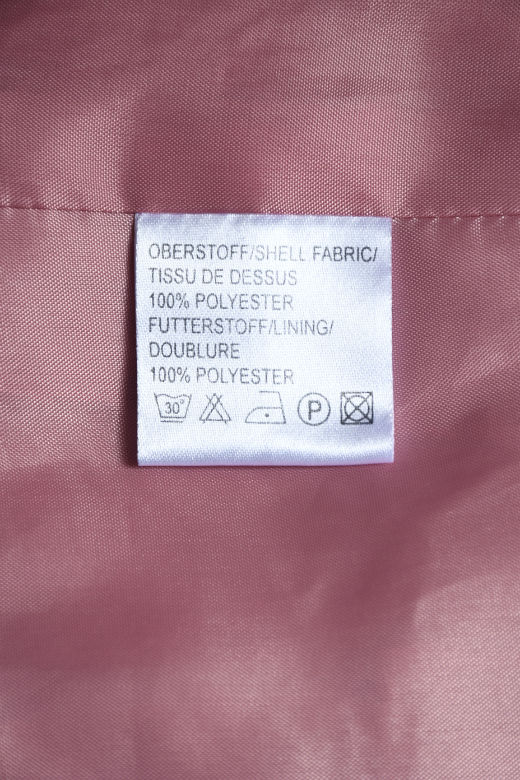 OBERSTOFF/SHELL FABRIC/
TISSU DE DESSUS
100% POLYESTER
FUTTERSTOFF/LINING/
DOUBLURE
100% POLYESTER
30° P